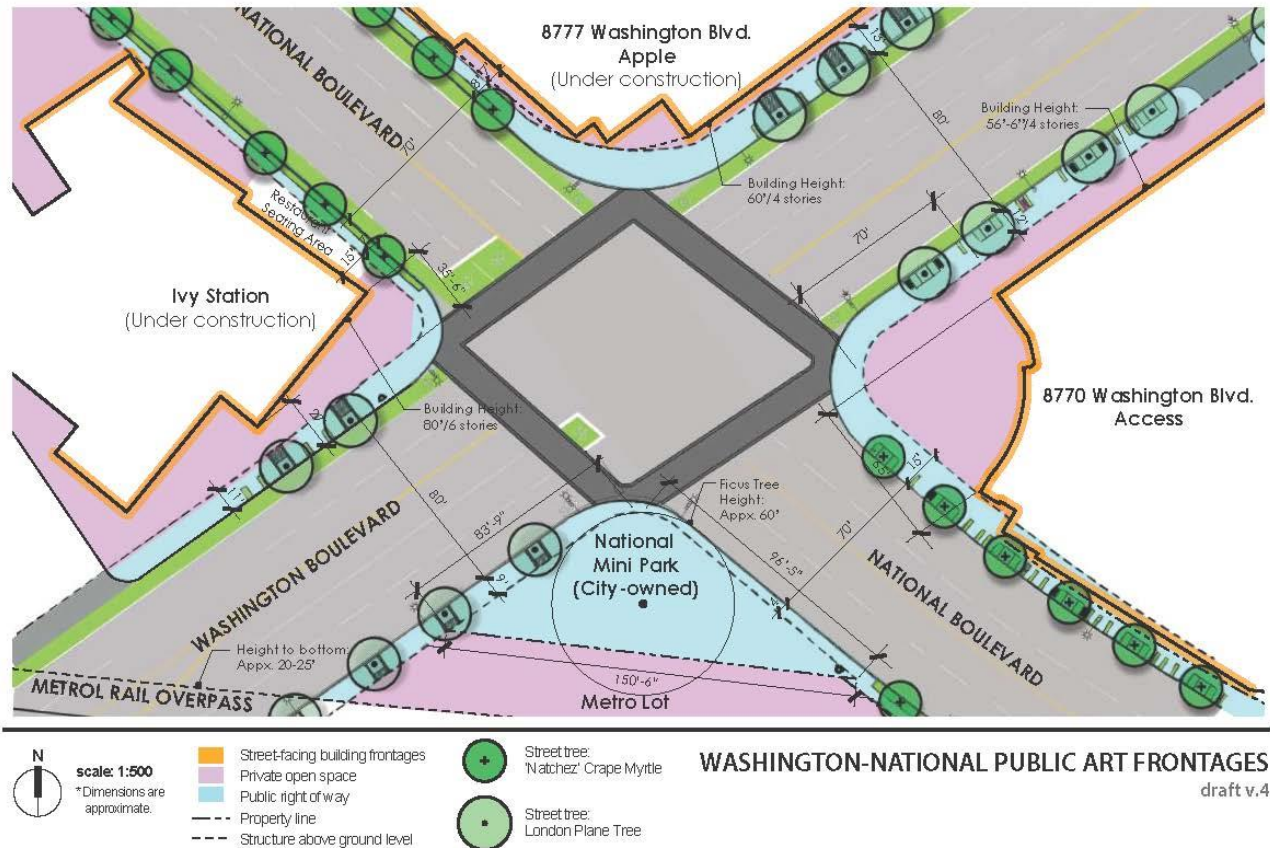 NATIONAL BOULEVARD
8777 Washington Blvd.
Apple
(Under construction)
13'
8'
70'
80'
Building Height:
56'-6"/4 stories
Building Height:
60'/4 stories
Restaurant
Seating Area
12'
70'
12'
35'-6"
Ivy Station
(Under construction)
Building Height:
80'/6 stories
8770 Washington Blvd.
Access
11'
80'
WASHINGTON BOULEVARD
83'-9"
9'
Ficus Tree
Height:
Appx. 60'
65'
15'
70'
National
Mini Park
(City-owned)
96'-5"
NATIONAL BOULEVARD
Height to bottom:
Appx. 20-25'
METROL RAIL OVERPASS
150'-6"
Metro Lot
N
scale: 1:500
*Dimensions are
approximate.
Street-facing building frontages
Private open space
Public right of way
Property line
Structure above ground level
Street tree:
'Natchez' Crape Myrtle
Street tree:
London Plane Tree
WASHINGTON-NATIONAL PUBLIC ART FRONTAGES
draft v.4